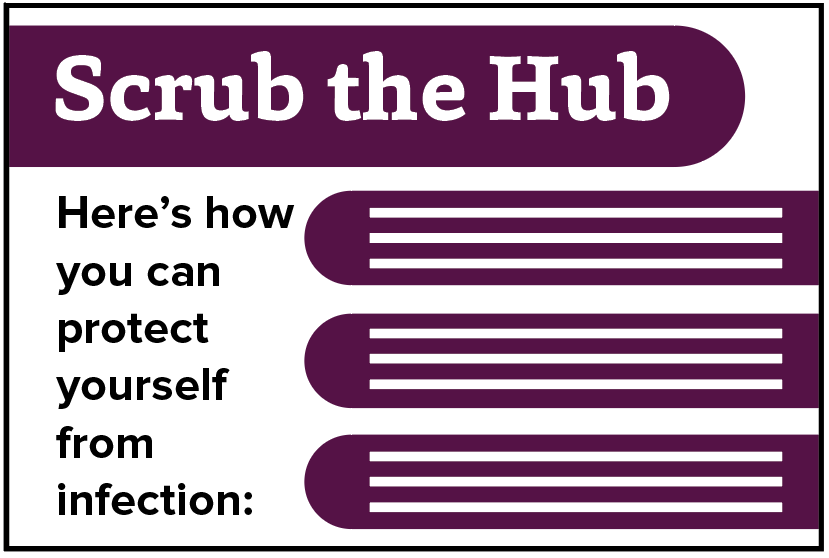 Scrub the Hub
Here’s how
you can
protect
yourself
from
infection: